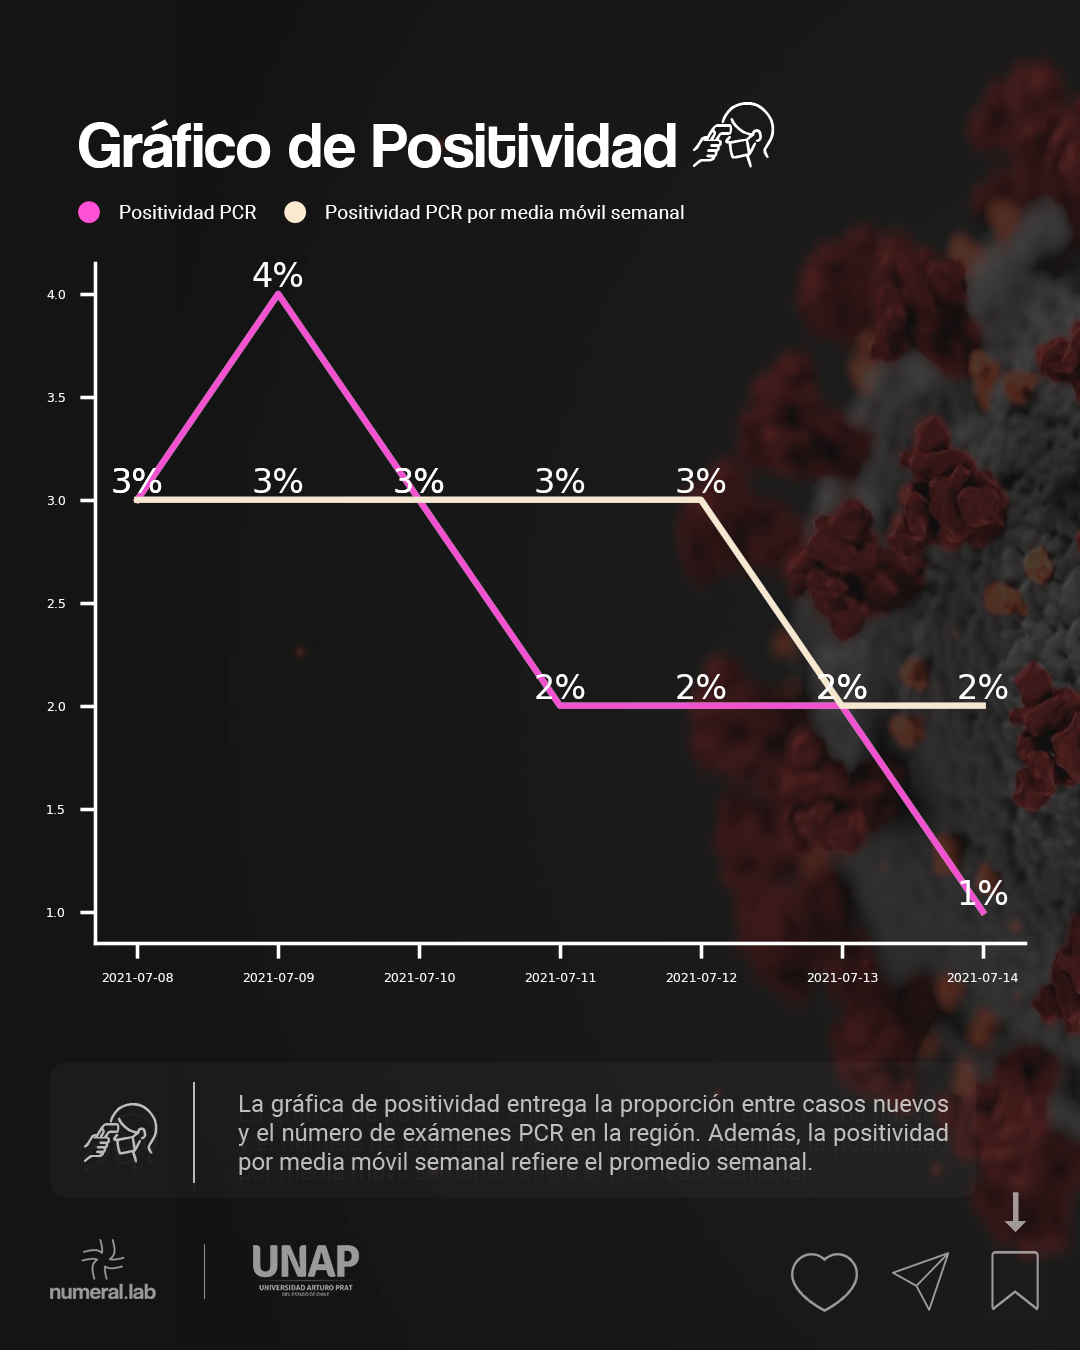 Gráfico de Positividad
Positividad PCR Positividad PCR por media móvil semanal
4%
4.0
3.5
3% 3% 3% 3% 3%
3.0
2.5
2% 2% 2% 2%
2.0
1.5
1%
1.0
2021-07-08 2021-07-09 2021-07-10 2021-07-11 2021-07-12 2021-07-13 2021-07-14
La gráfica de positividad entrega la proporción entre casos nuevos
y el número de exámenes PCR en la región. Además, la positividad
por media móvil semanal refiere el promedio semanal.
numeral.lab
UNAP
UNIVERSIDAD ARTURO PRAT
DEL ESTADO DE CHILE